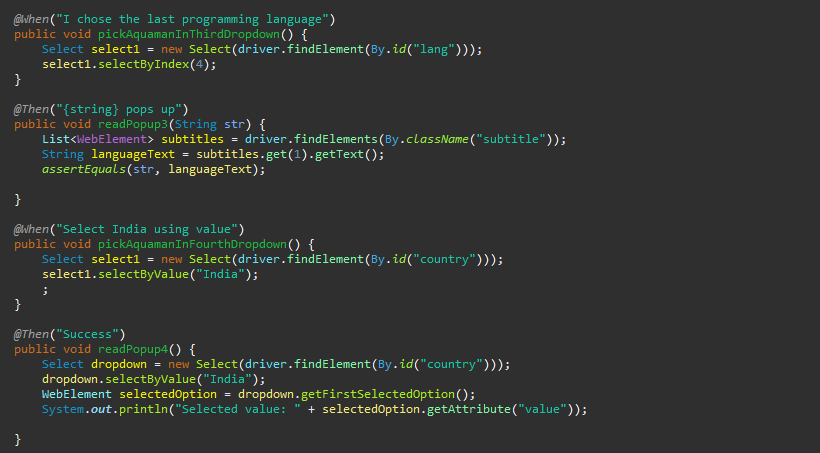 @When("I chose the last programming language")
public void pickAquamanInThirdDropdown() {
    Select select1 = new Select(driver.findElement(By.id("lang")));
    select1.selectByIndex(4);
}

@Then("{string} pops up")
public void readPopup3(String str) {
    List<WebElement> subtitles = driver.findElements(By.className("subtitle"));
    String languageText = subtitles.get(1).getText();
    assertEquals(str, languageText);

}

@When("Select India using value")
public void pickAquamanInFourthDropdown() {
    Select select1 = new Select(driver.findElement(By.id("country")));
    select1.selectByValue("India");
    ;
}

@Then("Success")
public void readPopup4() {
    Select dropdown = new Select(driver.findElement(By.id("country")));
    dropdown.selectByValue("India");
    WebElement selectedOption = dropdown.getFirstSelectedOption();
    System.out.println("Selected value: " + selectedOption.getAttribute("value"));

}